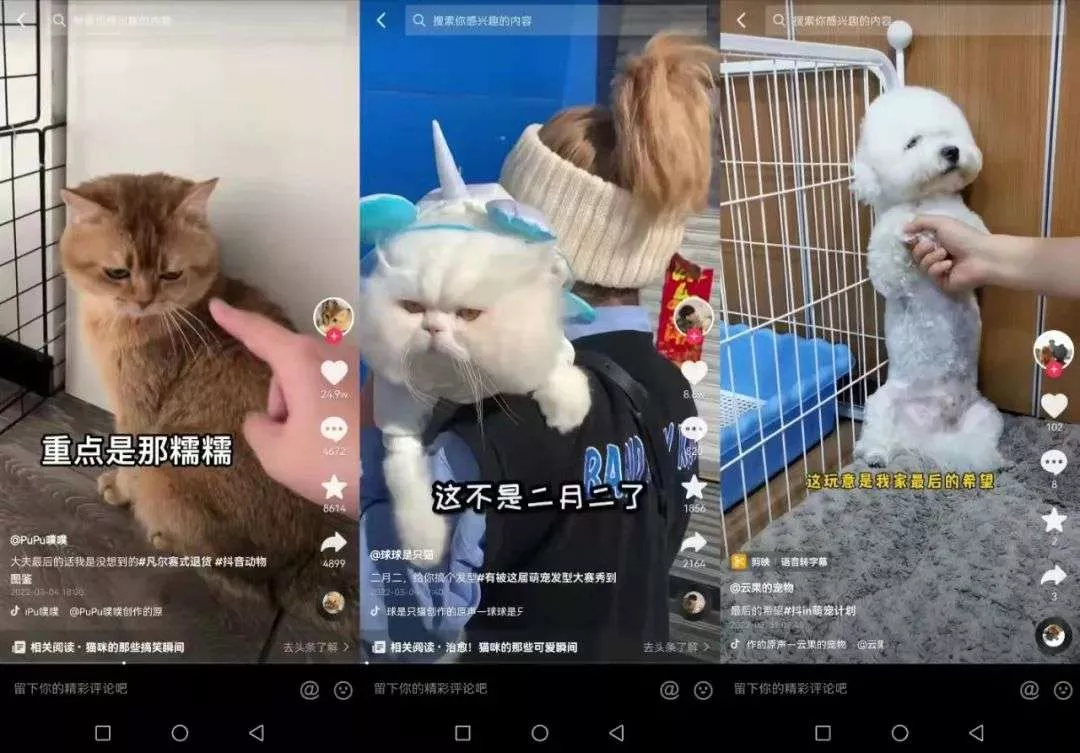 搜索你感兴趣的内容
24.9w
4672
8614
4899
重点是那糯糯
@PuPu噗噗
大夫最后的话我是没想到的#凡尔赛式退货 #抖音动物
图鉴
2022-03-04 18:00
iPu噗噗 @PuPu噗噗创作的原
相关阅读·猫咪的那些搞笑瞬间
去头条了解
留下你的精彩评论吧
搜索你感兴趣的内容
BAND
8.6w
820
1856
2164
这不是二月二了
@球球是只猫
二月二，给你搞个发型#有被这届萌宠发型大赛秀到
球是只猫创作的原声一球球是只
相关阅读·治愈！猫咪的那些可爱瞬间
去头条了解
留下你的精彩评论吧
搜索你感兴趣的内容
102
8
2
3
这玩意是我家最后的希望
剪映 | 语音转字幕
@云果的宠物
最后的希望#抖in萌宠计划
作的原声一云果的宠物 @云果
留下你的精彩评论吧